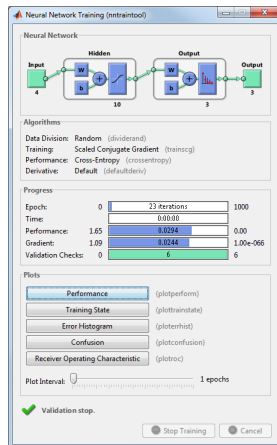 Neural Network Training (nntraintool)
Neural Network
Hidden Output
Input Output
W W
b b
4 3
10 3
Algorithms
Data Division: Random (dividerand)
Training: Scaled Conjugate Gradient (trainscg)
Performance: Cross-Entropy (crossentropy)
Derivative: Default (defaultderiv)
Progress
Epoch: 0 23 iterations 1000
Time: 0:00:00
Performance: 1.65 0.0294 0.00
Gradient: 1.09 0.0244 1.00e-066
Validation Checks: 0 6 6
Plots
Performance (plotperform)
Training State (plottrainstate)
Error Histogram (ploterrhist)
Confusion (plotconfusion)
Receiver Operating Characteristic (plotroc)
Plot Interval: 1 epochs
Validation stop.
Stop Training Cancel